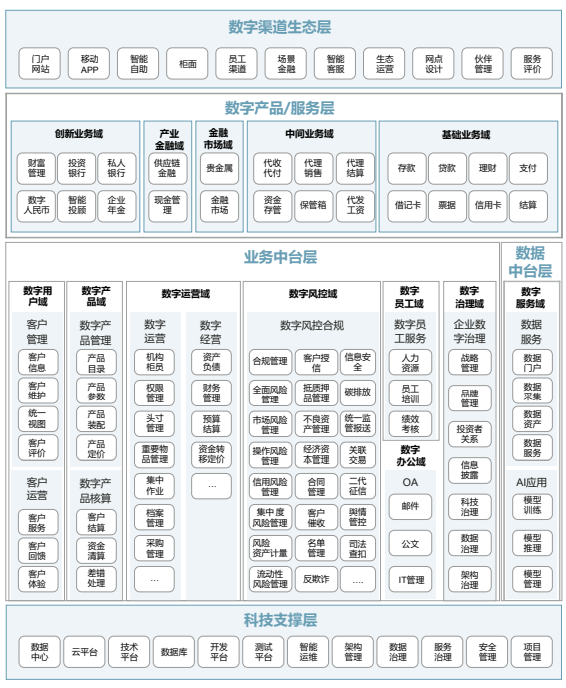 数字渠道生态层
门户
网站
移动
APP
智能
自助
柜面
员工
渠道
场景
金融
智能
客服
生态
运营
网点
设计
伙伴
管理
服务
评价
数字产品/服务层
创新业务域
财富
管理
投资
银行
私人
银行
数字
人民币
智能
投顾
企业
年金
产业
金融域
供应链
金融
现金管
理
金融
市场域
贵金属
金融
市场
中间业务域
代收
代付
代理
销售
代理
结算
资金
存管
保管箱
代发
工资
基础业务域
存款
贷款
理财
支付
借记卡
票据
信用卡
结算
业务中台层
数字用
户域
客户
管理
客户
信息
客户
维护
统一
视图
客户
评价
客户
运营
客户
服务
客户
回馈
客户
体验
数字产
品域
数字产
品管理
产品
目录
产品
参数
产品
装配
产品
定价
数字产
品核算
客户
结算
资金
清算
差错
处理
数字运营域
数字
运营
机构
柜员
权限
管理
头寸
管理
重要物
品管理
集中
作业
档案
管理
采购
管理
...
数字
经营
资产
负债
财务
管理
预算
结算
资金转
移定价
...
数字风控域
数字风控合规
合规管理
客户授
信
信息安
全
全面风险
管理
抵质押
品管理
碳排放
市场风险
管理
不良资
产管理
统一监
管报送
操作风险
管理
经济资
本管理
关联
交易
信用风险
管理
合同
管理
二代
征信
集中度
风险管理
客户
催收
舆情
管控
风险
资产计量
名单
管理
司法
查扣
流动性
风险管理
反欺诈
....
数字
员工域
数字员
工服务
人力
资源
员工
培训
绩效
考核
数字
办公域
OA
邮件
公文
IT管理
数字
治理域
企业数
字治理
战略
管理
品牌
管理
投资者
关系
信息
披露
科技
治理
数据
治理
架构
治理
数据
中台层
数字
服务域
数据
服务
数据
门户
数据
采集
数据
资产
数据
服务
AI应用
模型
训练
模型
推理
模型
管理
科技支撑层
数据
中心
云平台
技术
平台
数据库
开发
平台
测试
平台
智能
运维
架构
管理
数据
治理
服务
治理
安全
管理
项目
管理